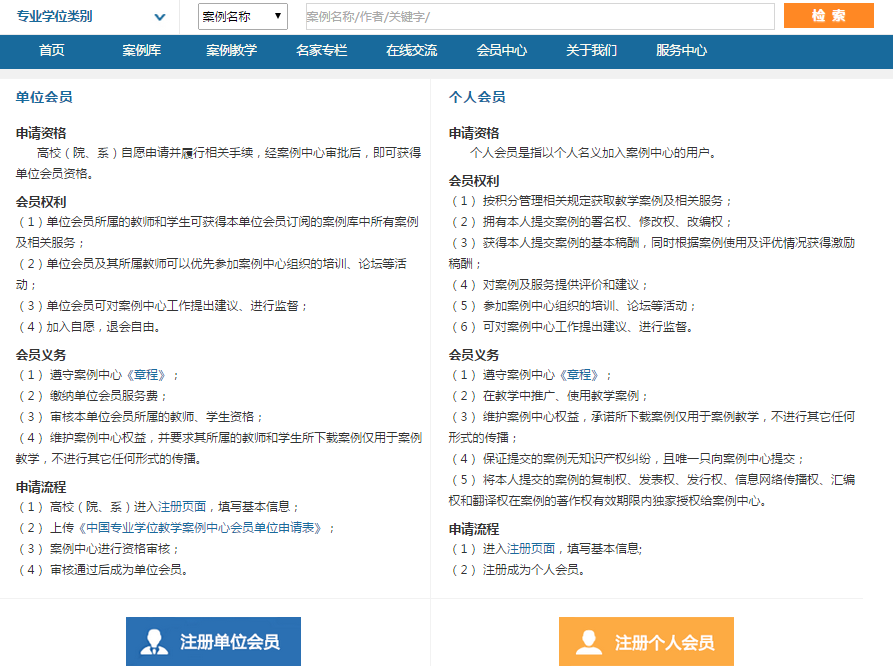 专业学位类别
案例名称
案例名称/作者/关键字/
检 索
首页 案例库 案例教学 名家专栏 在线交流 会员中心 关于我们 服务中心
单位会员
申请资格
高校（院、系）自愿申请并履行相关手续，经案例中心审批后，即可获得
单位会员资格。
会员权利
（1）单位会员所属的教师和学生可获得本单位会员订阅的案例库中所有案例
及相关服务；
（2）单位会员及其所属教师可以优先参加案例中心组织的培训、论坛等活
动；
（3）单位会员可对案例中心工作提出建议、进行监督；
（4）加入自愿，退会自由。
会员义务
（1） 遵守案例中心《章程》；
（2） 缴纳单位会员服务费；
（3） 审核本单位会员所属的教师、学生资格；
（4） 维护案例中心权益，并要求其所属的教师和学生所下载案例仅用于案例
教学，不进行其它任何形式的传播。
申请流程
（1） 高校（院、系）进入注册页面，填写基本信息；
（2） 上传《中国专业学位教学案例中心会员单位申请表》；
（3） 案例中心进行资格审核；
（4） 审核通过后成为单位会员。
注册单位会员
个人会员
申请资格
个人会员是指以个人名义加入案例中心的用户。
会员权利
（1） 按积分管理相关规定获取教学案例及相关服务；
（2） 拥有本人提交案例的署名权、修改权、改编权；
（3） 获得本人提交案例的基本稿酬，同时根据案例使用及评优情况获得激励
稿酬；
（4） 对案例及服务提供评价和建议；
（5） 参加案例中心组织的培训、论坛等活动；
（6） 可对案例中心工作提出建议、进行监督。
会员义务
（1） 遵守案例中心《章程》；
（2） 在教学中推广、使用教学案例；
（3） 维护案例中心权益，承诺所下载案例仅用于案例教学，不进行其它任何
形式的传播；
（4） 保证提交的案例无知识产权纠纷，且唯一只向案例中心提交；
（5） 将本人提交的案例的复制权、发表权、发行权、信息网络传播权、汇编
权和翻译权在案例的著作权有效期限内独家授权给案例中心。
申请流程
（1） 进入注册页面，填写基本信息;
（2） 注册成为个人会员。
注册个人会员